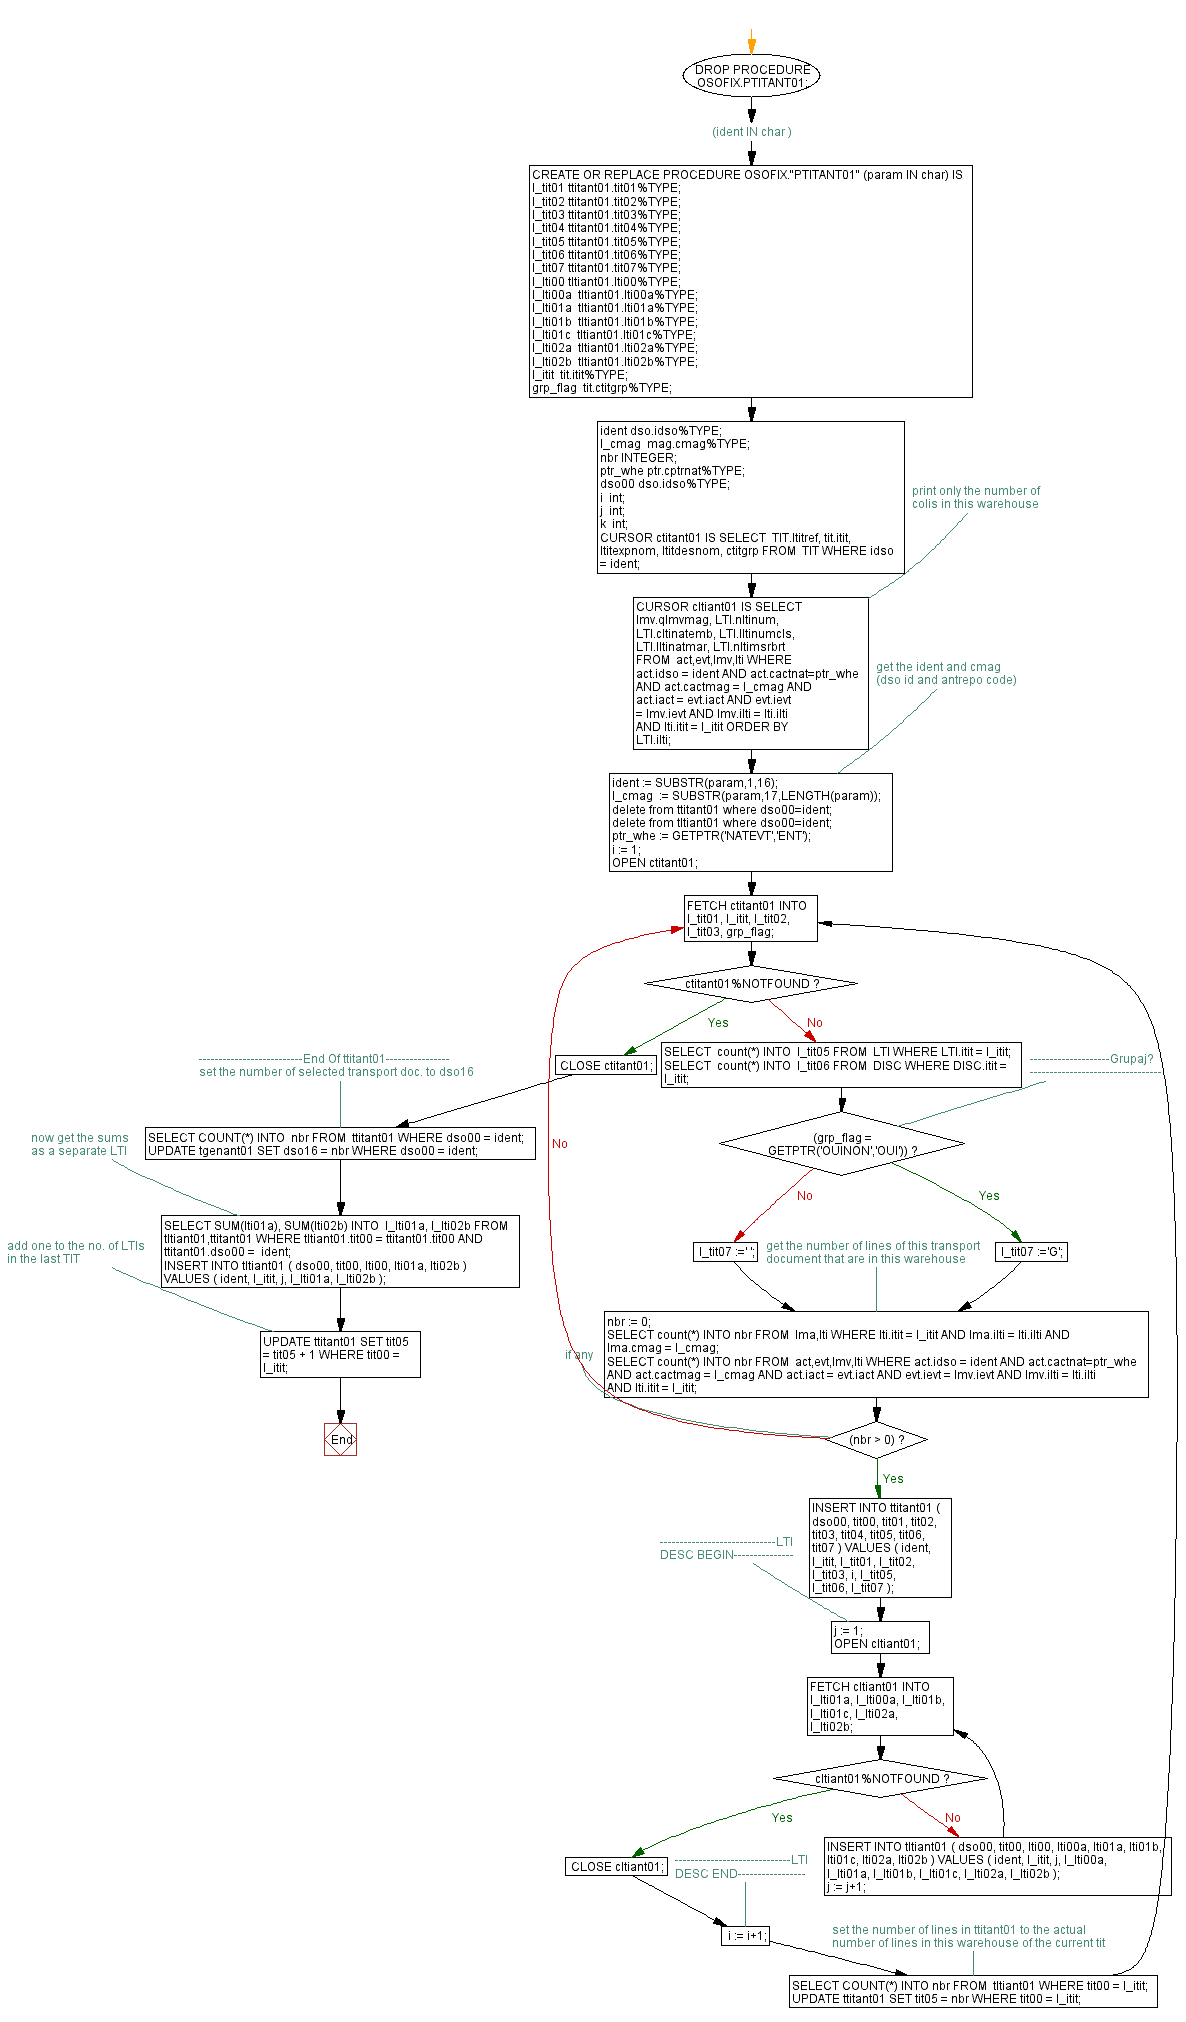 DROP PROCEDURE
OSOFIX.PTITANT01;
(ident IN char )
CREATE OR REPLACE PROCEDURE OSOFIX."PTITANT01" (param IN char) IS
l_tit01 ttitant01.tit01%TYPE;
l_tit02 ttitant01.tit02%TYPE;
l_tit03 ttitant01.tit03%TYPE;
l_tit04 ttitant01.tit04%TYPE;
l_tit05 ttitant01.tit05%TYPE;
l_tit06 ttitant01.tit06%TYPE;
l_tit07 ttitant01.tit07%TYPE;
l_lti00 tltiant01.lti00%TYPE;
l_lti00a  tltiant01.lti00a%TYPE;
l_lti01a  tltiant01.lti01a%TYPE;
l_lti01b  tltiant01.lti01b%TYPE;
l_lti01c  tltiant01.lti01c%TYPE;
l_lti02a  tltiant01.lti02a%TYPE;
l_lti02b  tltiant01.lti02b%TYPE;
l_itit  tit.itit%TYPE;
grp_flag  tit.ctitgrp%TYPE;
ident dso.idso%TYPE;
l_cmag  mag.cmag%TYPE;
nbr INTEGER;
ptr_whe ptr.cptrnat%TYPE;
dso00 dso.idso%TYPE;
i  int;
j  int;
k  int;
CURSOR ctitant01 IS SELECT  TIT.ltitref, tit.itit,
ltitexpnom, ltitdesnom, ctitgrp FROM  TIT WHERE idso
= ident;
print only the number of
colis in this warehouse
CURSOR cltiant01 IS SELECT
lmv.qlmvmag, LTI.nltinum,
LTI.cltinatemb, LTI.lltinumcls,
LTI.lltinatmar, LTI.nltimsrbrt
FROM  act,evt,lmv,lti WHERE
act.idso = ident AND act.cactnat=ptr_whe
AND act.cactmag = l_cmag AND
act.iact = evt.iact AND evt.ievt
= lmv.ievt AND lmv.ilti = lti.ilti
AND lti.itit = l_itit ORDER BY
LTI.ilti;
get the ident and cmag
(dso id and antrepo code)
ident := SUBSTR(param,1,16);
l_cmag  := SUBSTR(param,17,LENGTH(param));
delete from ttitant01 where dso00=ident;
delete from tltiant01 where dso00=ident;
ptr_whe := GETPTR('NATEVT','ENT');
i := 1;
OPEN ctitant01;
FETCH ctitant01 INTO
l_tit01, l_itit, l_tit02,
l_tit03, grp_flag;
ctitant01%NOTFOUND ?
Yes
No
CLOSE ctitant01;
SELECT  count(*) INTO  l_tit05 FROM  LTI WHERE LTI.itit = l_itit;
SELECT  count(*) INTO  l_tit06 FROM  DISC WHERE DISC.itit =
l_itit;
--------------------------Grupaj?
--------------------------------
--------------------------End Of ttitant01----------------
set the number of selected transport doc. to dso16
SELECT COUNT(*) INTO  nbr FROM  ttitant01 WHERE dso00 = ident;
UPDATE tgenant01 SET dso16 = nbr WHERE dso00 = ident;
now get the sums
as a separate LTI
(grp_flag =
GETPTR('OUINON','OUI')) ?
No
Yes
No
SELECT SUM(lti01a), SUM(lti02b) INTO  l_lti01a, l_lti02b FROM
tltiant01,ttitant01 WHERE tltiant01.tit00 = ttitant01.tit00 AND
ttitant01.dso00 =  ident;
INSERT INTO tltiant01 ( dso00, tit00, lti00, lti01a, lti02b )
VALUES ( ident, l_itit, j, l_lti01a, l_lti02b );
l_tit07 :=' ';
l_tit07 :='G';
get the number of lines of this transport
document that are in this warehouse
add one to the no. of LTIs
in the last TIT
UPDATE ttitant01 SET tit05
= tit05 + 1 WHERE tit00 =
l_itit;
End
nbr := 0;
SELECT count(*) INTO nbr FROM  lma,lti WHERE lti.itit = l_itit AND lma.ilti = lti.ilti AND
lma.cmag = l_cmag;
SELECT count(*) INTO nbr FROM  act,evt,lmv,lti WHERE act.idso = ident AND act.cactnat=ptr_whe
AND act.cactmag = l_cmag AND act.iact = evt.iact AND evt.ievt = lmv.ievt AND lmv.ilti = lti.ilti
AND lti.itit = l_itit;
if any
(nbr > 0) ?
Yes
INSERT INTO ttitant01 (
dso00, tit00, tit01, tit02,
tit03, tit04, tit05, tit06,
tit07 ) VALUES ( ident,
l_itit, l_tit01, l_tit02,
l_tit03, i, l_tit05,
l_tit06, l_tit07 );
-----------------------------LTI
DESC BEGIN---------------
j := 1;
OPEN cltiant01;
FETCH cltiant01 INTO
l_lti01a, l_lti00a, l_lti01b,
l_lti01c, l_lti02a,
l_lti02b;
cltiant01%NOTFOUND ?
Yes
No
INSERT INTO tltiant01 ( dso00, tit00, lti00, lti00a, lti01a, lti01b,
lti01c, lti02a, lti02b ) VALUES ( ident, l_itit, j, l_lti00a,
l_lti01a, l_lti01b, l_lti01c, l_lti02a, l_lti02b );
j := j+1;
CLOSE cltiant01;
-----------------------------LTI
DESC END-----------------
i := i+1;
set the number of lines in ttitant01 to the actual
number of lines in this warehouse of the current tit
SELECT COUNT(*) INTO nbr FROM  tltiant01 WHERE tit00 = l_itit;
UPDATE ttitant01 SET tit05 = nbr WHERE tit00 = l_itit;